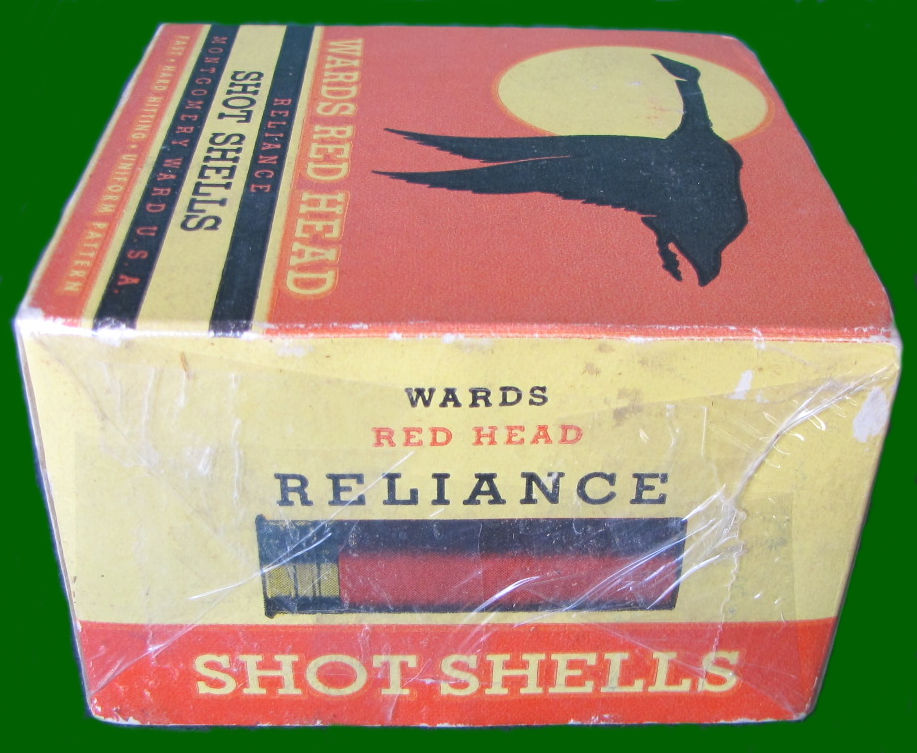 WARDS RED HEAD
RELIANCE
SHOT SHELLS
MONTGOMERY WARD U.S.A.
FAST • HARD HITTING • UNIFORM PATTERN
WARDS
RED HEAD
RELIANCE
SHOT SHELLS